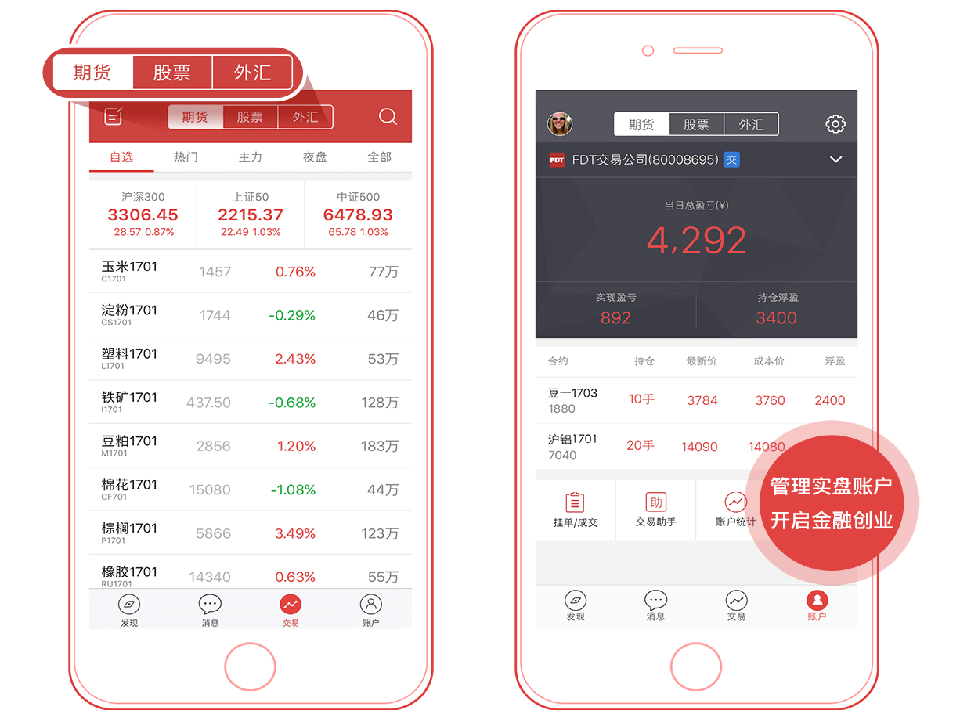 期货 股票 外汇
期货 股票 外汇
自选 热门 主力 夜盘 全部
沪深300 上证50 中证500
3306.45 2215.37 6478.93
28.57 0.87% 22.49 1.03% 65.78 1.03%
玉米1701 1457 0.76% 77万
C1701
淀粉1701 1744 -0.29% 46万
CS1701
塑料1701 9495 2.43% 53万
L1701
铁矿1701 437.50 -0.68% 128万
I1701
豆粕1701 2856 1.20% 183万
M1701
棉花1701 15080 -1.08% 44万
CF1701
棕榈1701 5866 3.49% 123万
P1701
橡胶1701 14340 0.63% 55万
RU1701
发现 消息 交易 账户
期货 股票 外汇
FDT FDT交易公司(80008695) 交
当日总盈亏(¥)
4,292
实现盈亏 持仓浮盈
892 3400
合约 持仓 最新价 成本价 浮盈
豆一1703 10手 3784 3760 2400
1880
沪铝1701 20手 14090 14080
7040
助
挂单/成交 交易助手 账户统计
管理实盘账户
开启金融创业
发现 消息 交易 账户